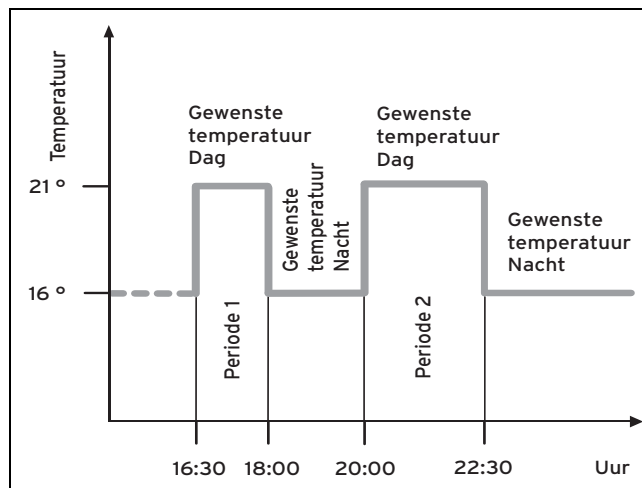 Temperatuur
Gewenste
temperatuur
Dag
Gewenste
temperatuur
Dag
21 °
Gewenste
temperatuur
Nacht
Gewenste
temperatuur
Nacht
16 °
Periode 1
Periode 2
16:30 18:00 20:00 22:30 Uur